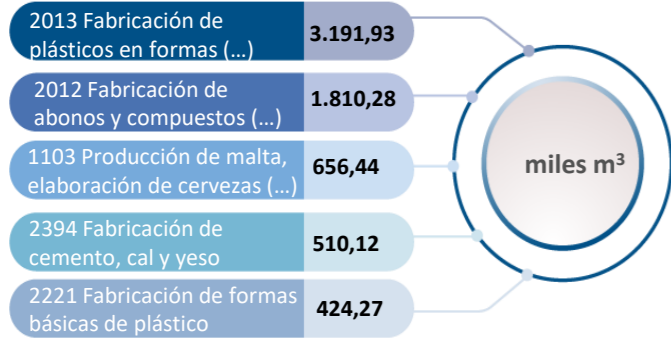 2013 Fabricación de
plásticos en formas (...)
3.191,93
2012 Fabricación de
abonos y compuestos (...)
1.810,28
1103 Producción de malta,
elaboración de cervezas (...)
656,44
2394 Fabricación de
cemento, cal y yeso
510,12
2221 Fabricación de formas
básicas de plástico
424,27
miles m³